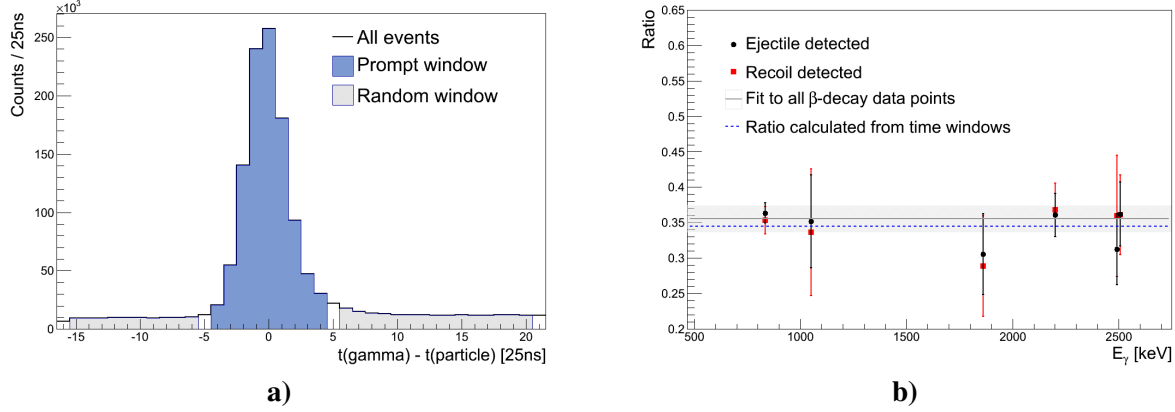 ×10³
250
200
150
100
50
0
Counts / 25ns
All events
Prompt window
Random window
-15 -10 -5 0 5 10 15 20
t(gamma) - t(particle) [25ns]
a)
Ratio
0.65
0.6
0.55
0.5
0.45
0.4
0.35
0.3
0.25
0.2
Ejectile detected
Recoil detected
Fit to all β-decay data points
Ratio calculated from time windows
500 1000 1500 2000 2500
E_γ [keV]
b)